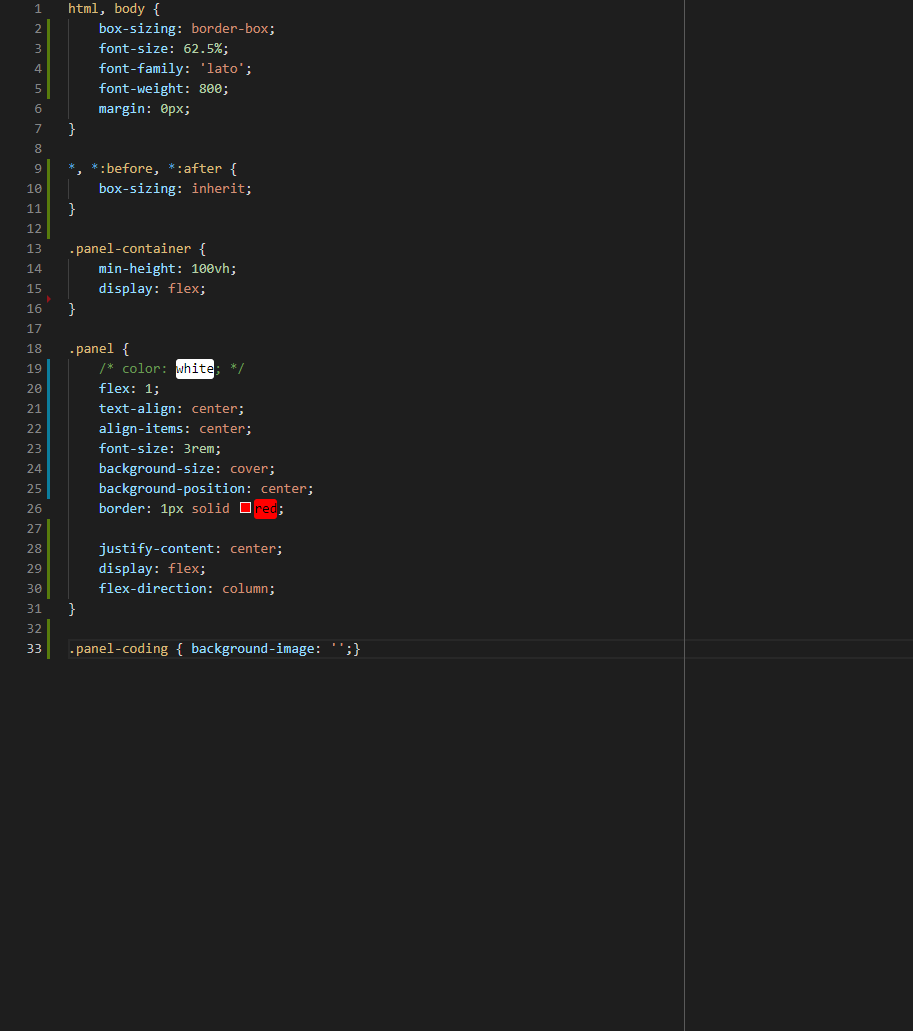 1 html, body {
2 box-sizing: border-box;
3 font-size: 62.5%;
4 font-family: 'lato';
5 font-weight: 800;
6 margin: 0px;
7 }
8
9 *, *:before, *:after {
10 box-sizing: inherit;
11 }
12
13 .panel-container {
14 min-height: 100vh;
15 display: flex;
16 }
17
18 .panel {
19 /* color: white; */
20 flex: 1;
21 text-align: center;
22 align-items: center;
23 font-size: 3rem;
24 background-size: cover;
25 background-position: center;
26 border: 1px solid red;
27
28 justify-content: center;
29 display: flex;
30 flex-direction: column;
31 }
32
33 .panel-coding { background-image: '';}